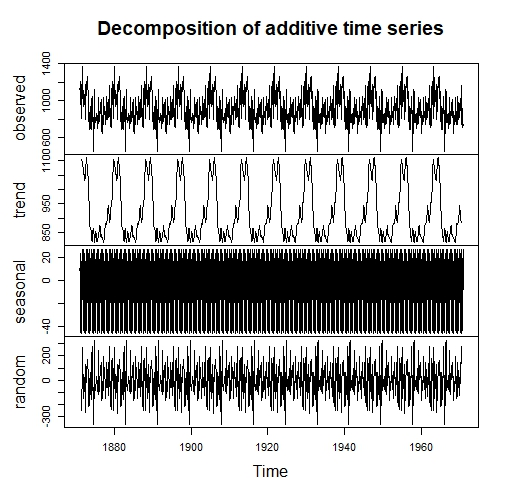 Decomposition of additive time series
observed
600 1000 1400
trend
850 950 1100
seasonal
-40 0 20
random
-300 0 200
1880 1900 1920 1940 1960
Time